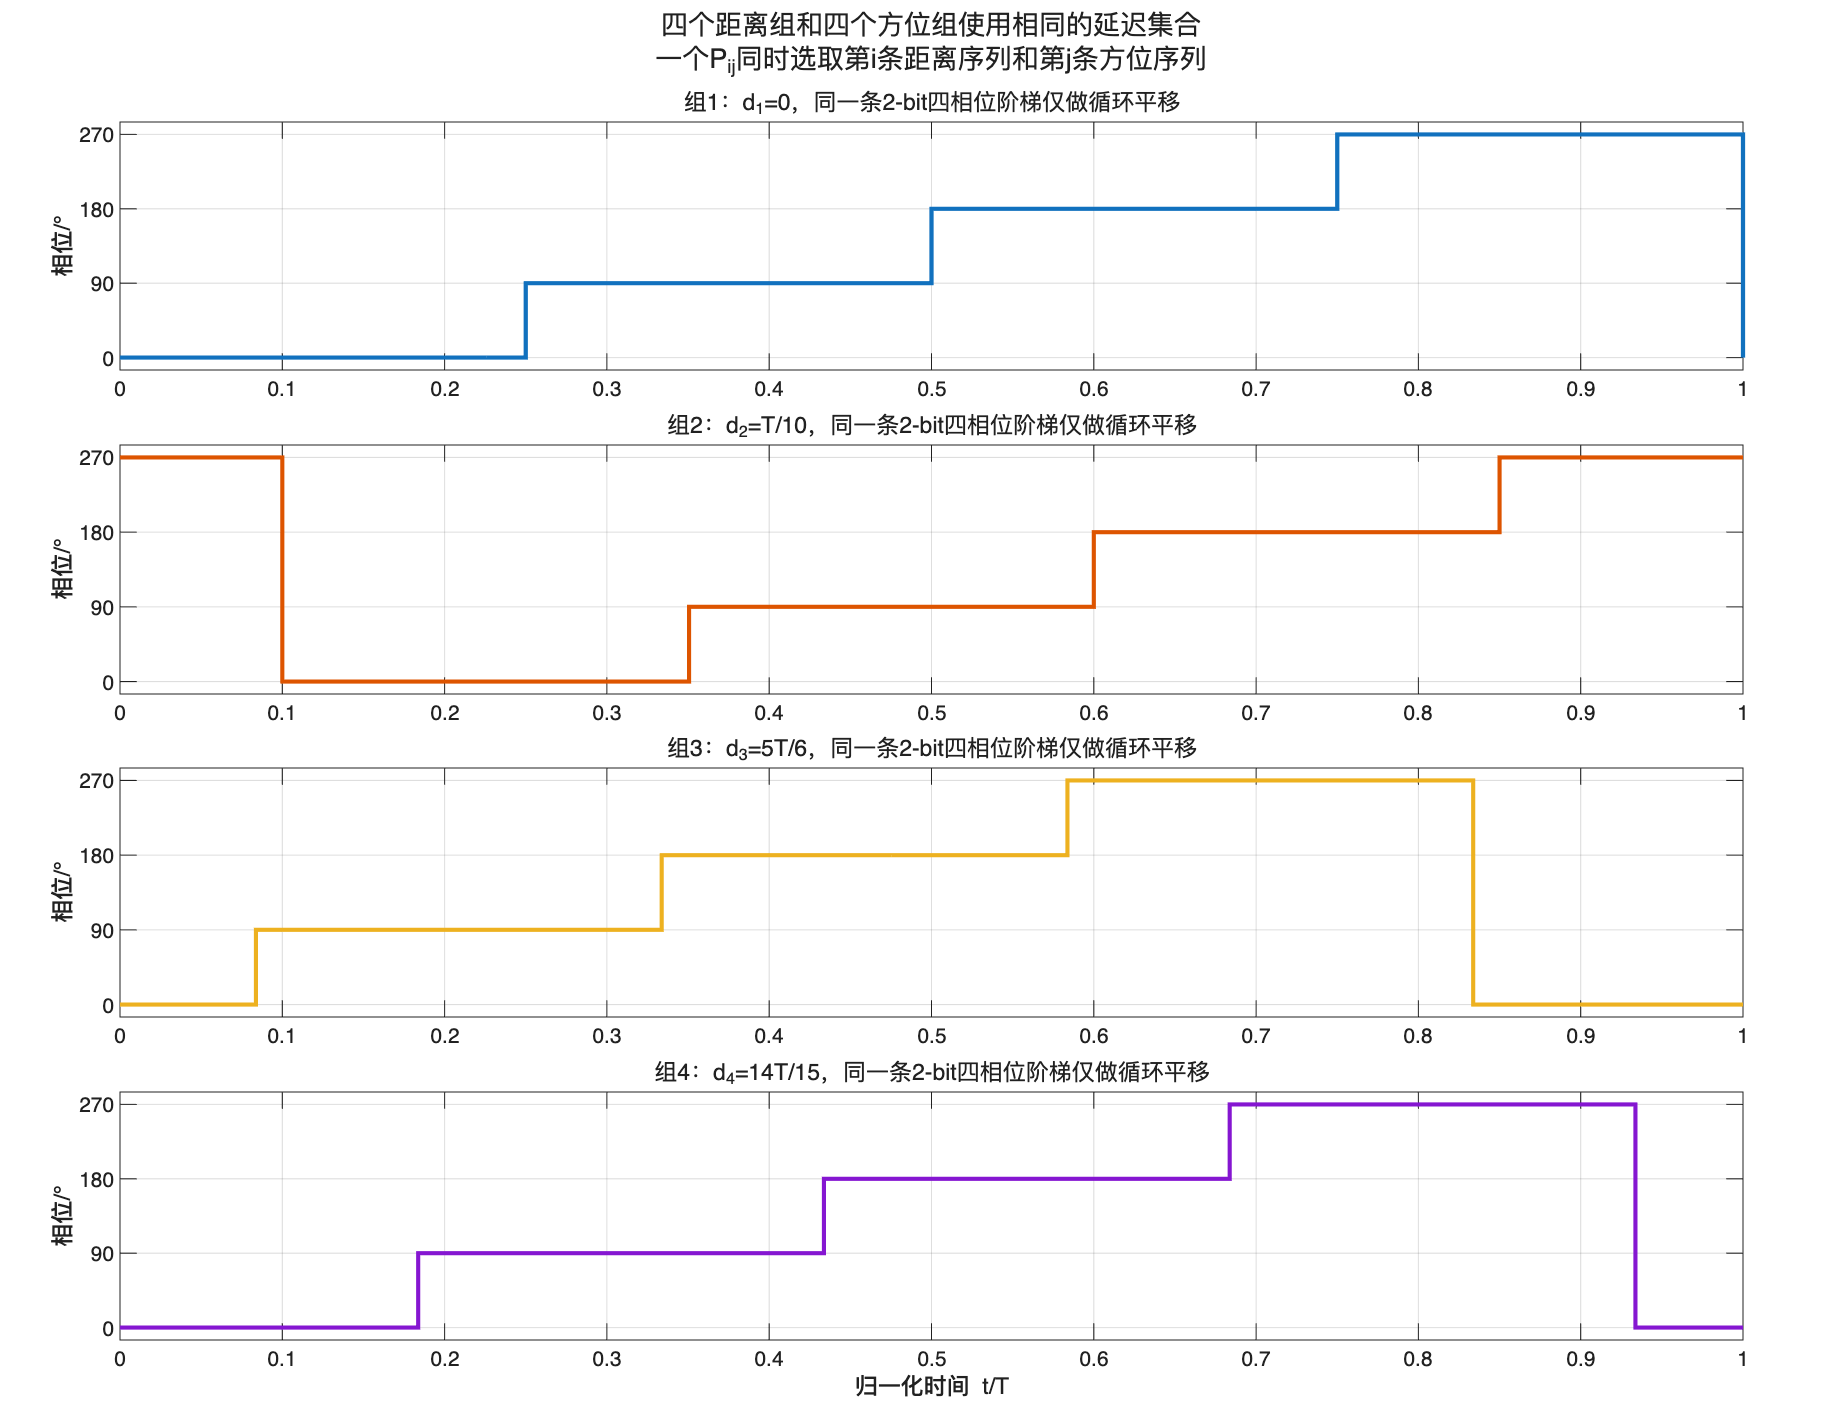 四个距离组和四个方位组使用相同的延迟集合
一个Pij同时选取第i条距离序列和第j条方位序列
组1：d1=0，同一条2-bit四相位阶梯仅做循环平移
270
180
90
0
相位/°
0 0.1 0.2 0.3 0.4 0.5 0.6 0.7 0.8 0.9 1
组2：d2=T/10，同一条2-bit四相位阶梯仅做循环平移
270
180
90
0
相位/°
0 0.1 0.2 0.3 0.4 0.5 0.6 0.7 0.8 0.9 1
组3：d3=5T/6，同一条2-bit四相位阶梯仅做循环平移
270
180
90
0
相位/°
0 0.1 0.2 0.3 0.4 0.5 0.6 0.7 0.8 0.9 1
组4：d4=14T/15，同一条2-bit四相位阶梯仅做循环平移
270
180
90
0
相位/°
0 0.1 0.2 0.3 0.4 0.5 0.6 0.7 0.8 0.9 1
归一化时间 t/T